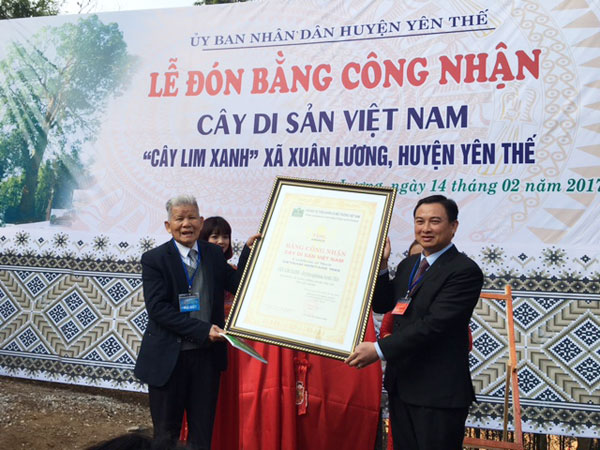 ỦY BAN NHÂN DÂN HUYỆN YÊN THẾ
LỄ ĐÓN BẰNG CÔNG NHẬN
CÂY DI SẢN VIỆT NAM
“CÂY LIM XANH” XÃ XUÂN LƯƠNG, HUYỆN YÊN THẾ
ngày 14 tháng 02 năm 2017
BẰNG CÔNG NHẬN
CÂY DI SẢN VIỆT NAM